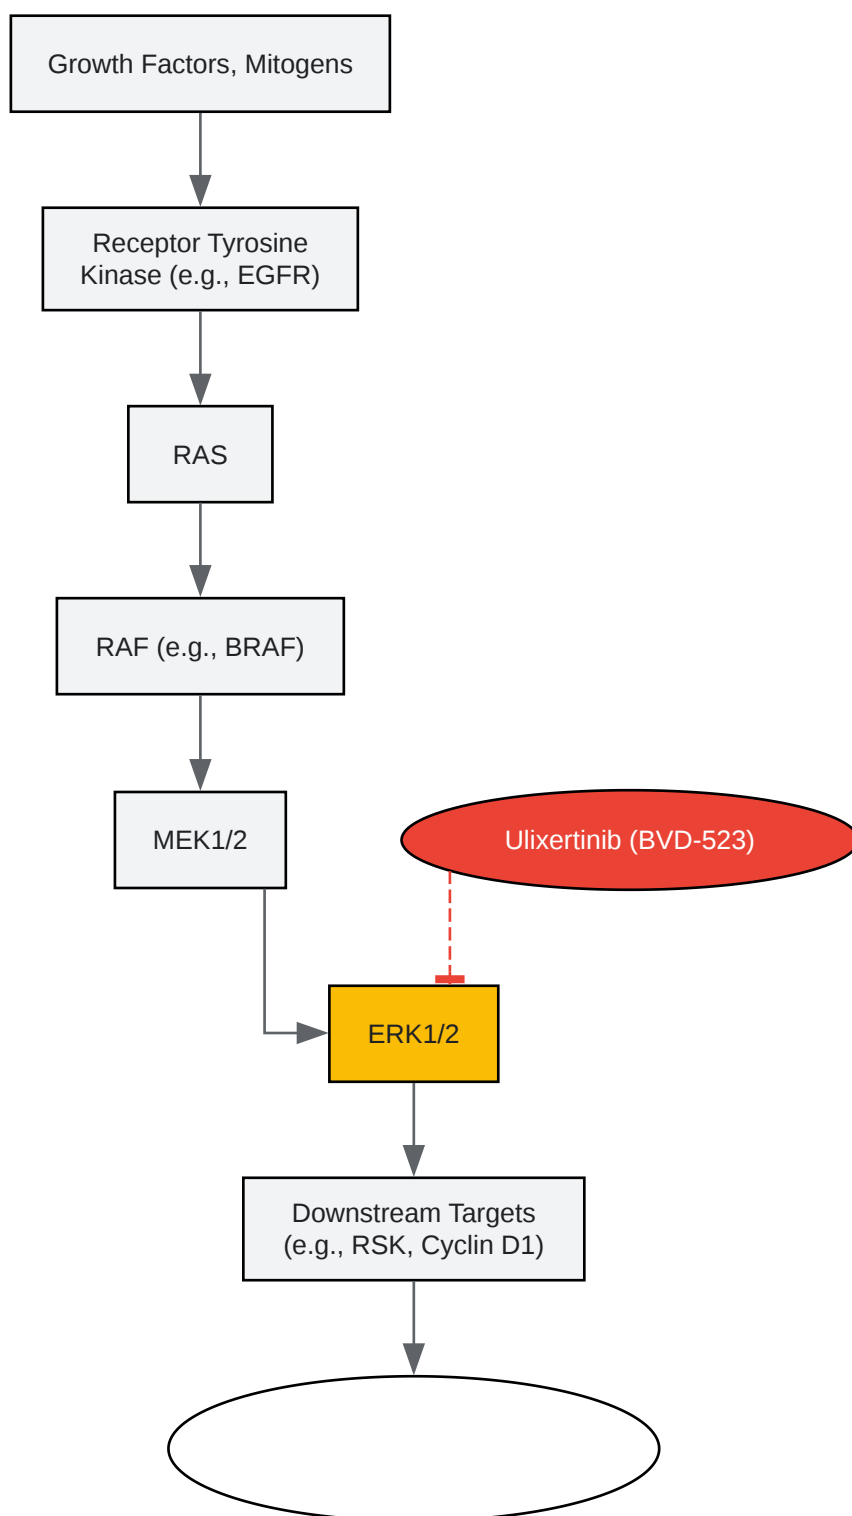 Growth Factors, Mitogens
Receptor Tyrosine
Kinase (e.g., EGFR)
RAS
RAF (e.g., BRAF)
MEK1/2
Ulixertinib (BVD-523)
ERK1/2
Downstream Targets
(e.g., RSK, Cyclin D1)